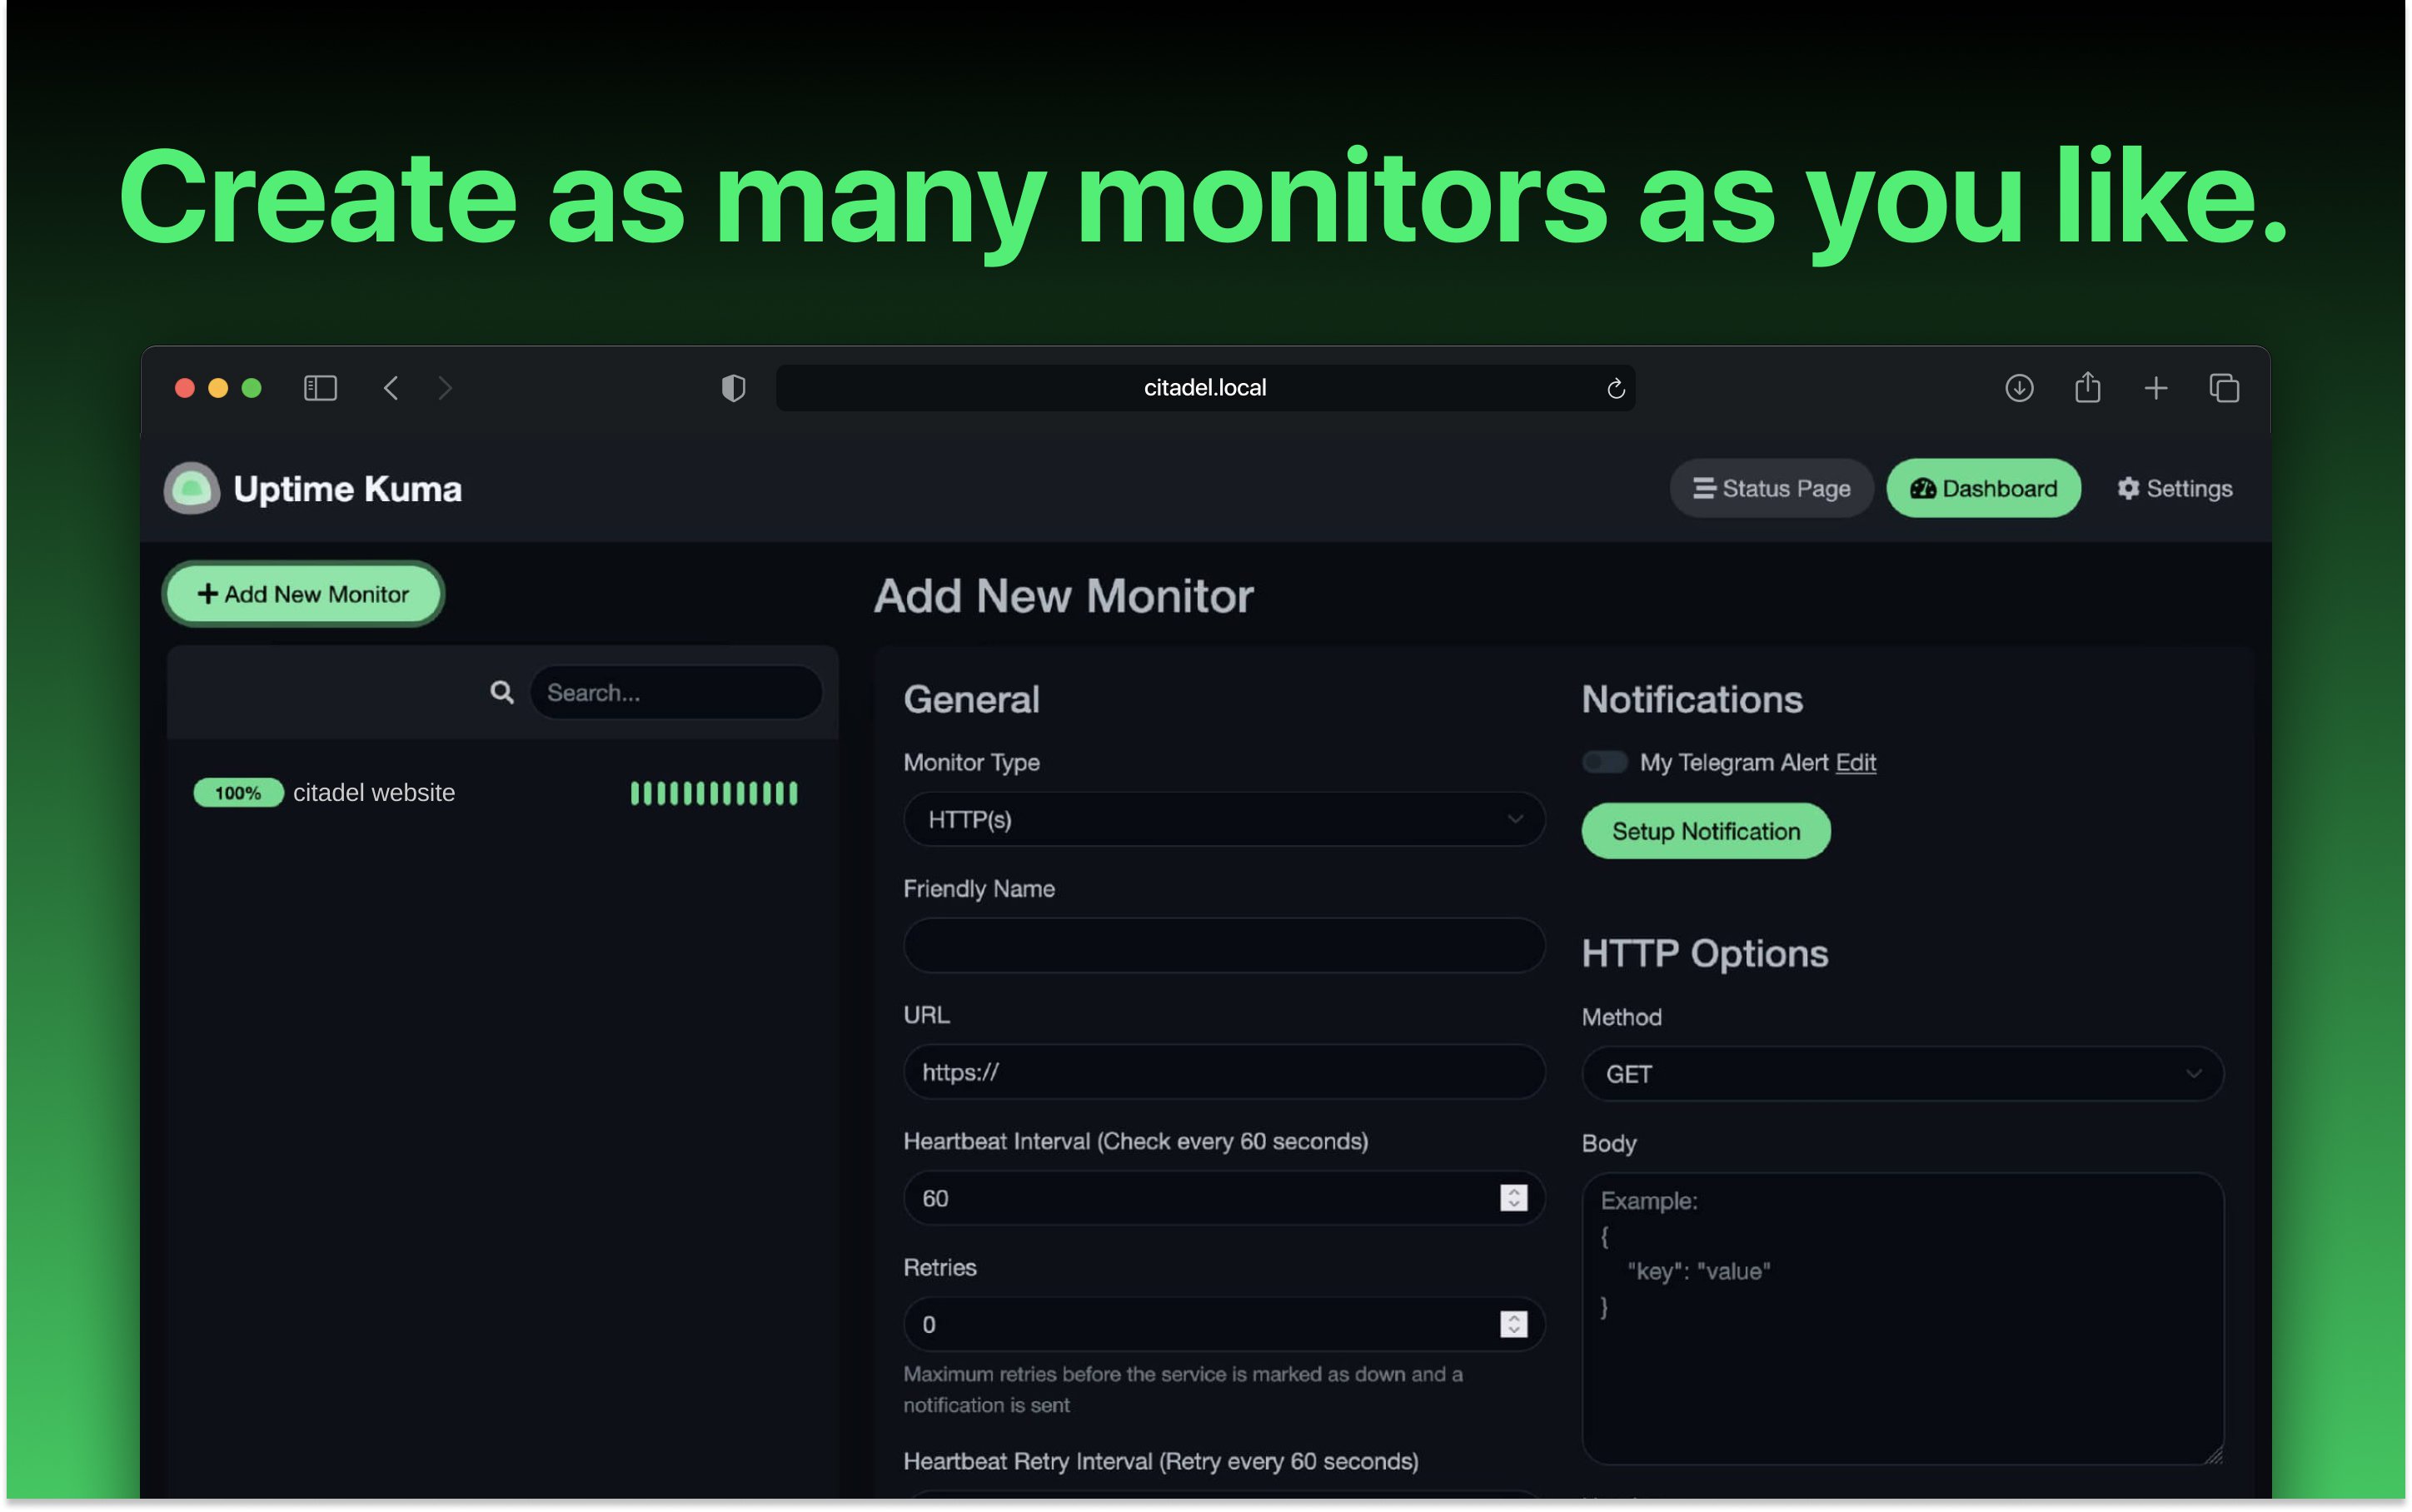 Create as many monitors as you like.
citadel.local
Uptime Kuma
Status Page
Dashboard
Settings
Add New Monitor
Search...
100% citadel website
Add New Monitor
General
Monitor Type
HTTP(s)
Friendly Name
URL
https://
Heartbeat Interval (Check every 60 seconds)
60
Retries
0
Maximum retries before the service is marked as down and a
notification is sent
Heartbeat Retry Interval (Retry every 60 seconds)
Notifications
My Telegram Alert Edit
Setup Notification
HTTP Options
Method
GET
Body
Example:
{
"key": "value"
}